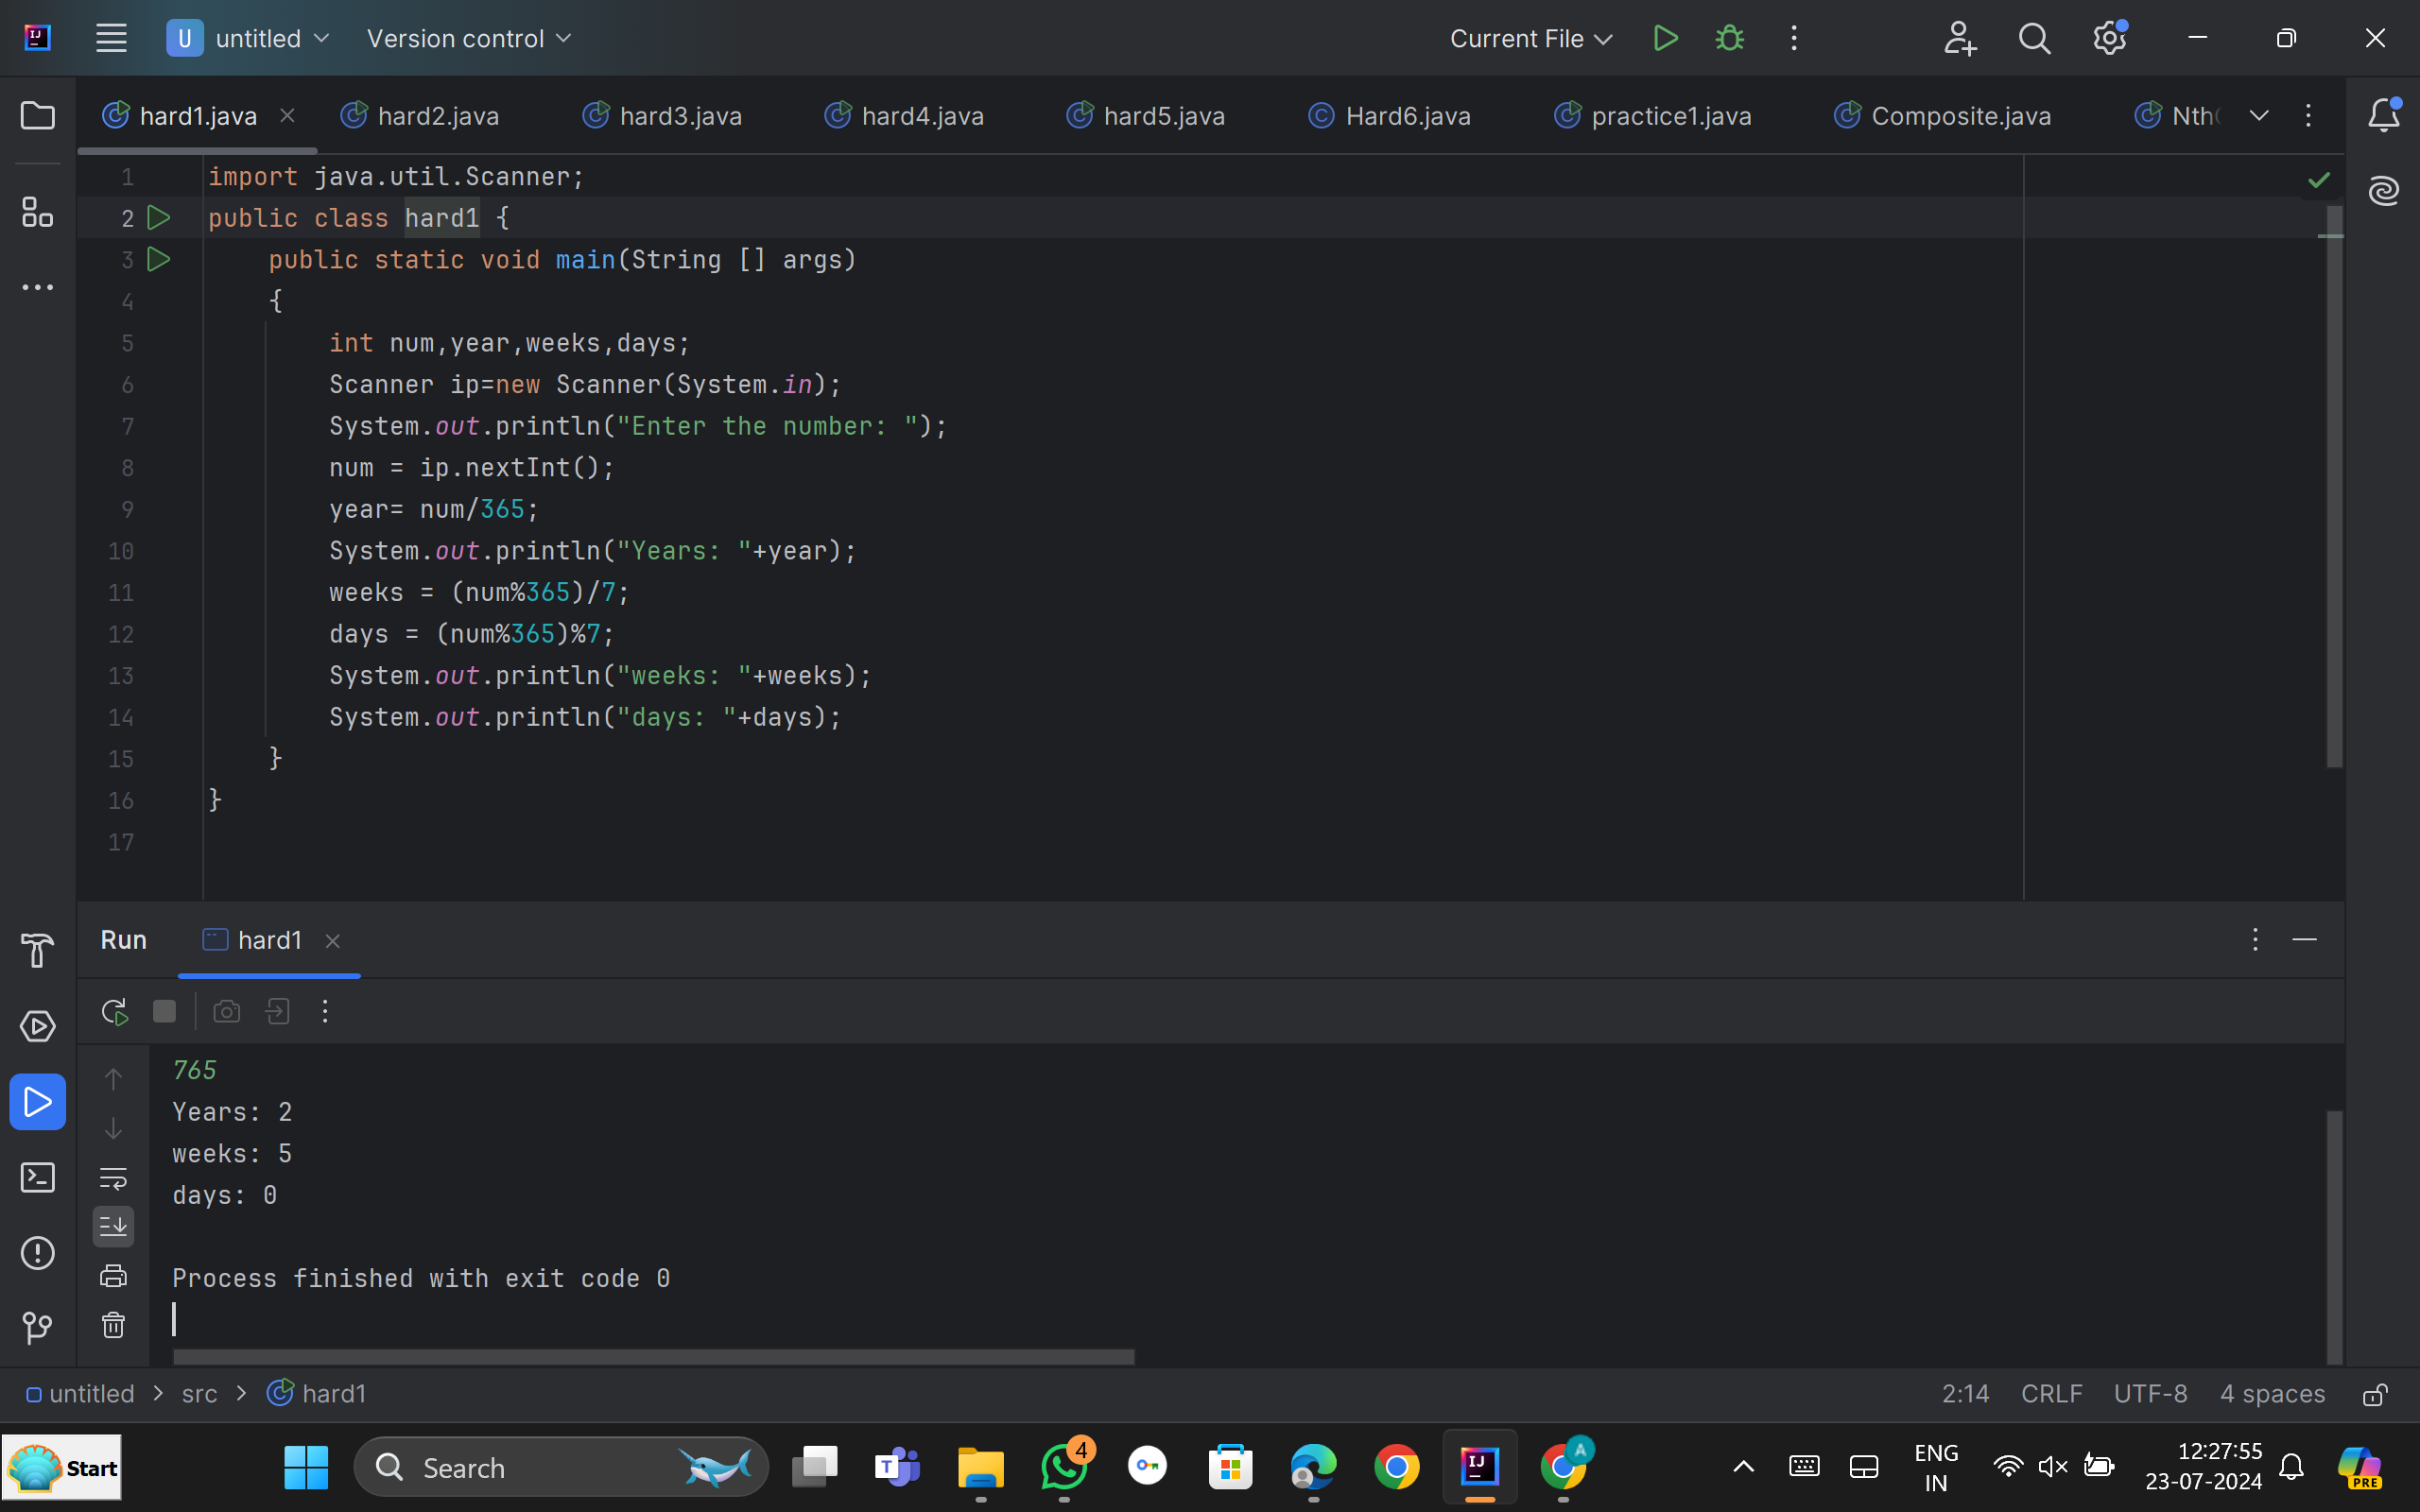 untitled Version control Current File
hard1.java hard2.java hard3.java hard4.java hard5.java Hard6.java practice1.java Composite.java Nth
1 import java.util.Scanner;
2 public class hard1 {
3 public static void main(String [] args)
4 {
5 int num,year,weeks,days;
6 Scanner ip=new Scanner(System.in);
7 System.out.println("Enter the number: ");
8 num = ip.nextInt();
9 year= num/365;
10 System.out.println("Years: "+year);
11 weeks = (num%365)/7;
12 days = (num%365)%7;
13 System.out.println("weeks: "+weeks);
14 System.out.println("days: "+days);
15 }
16 }
17
Run hard1
765
Years: 2
weeks: 5
days: 0
Process finished with exit code 0
untitled > src > hard1 2:14 CRLF UTF-8 4 spaces
Start Search 4 A ENG 12:27:55
IN 23-07-2024 PRE